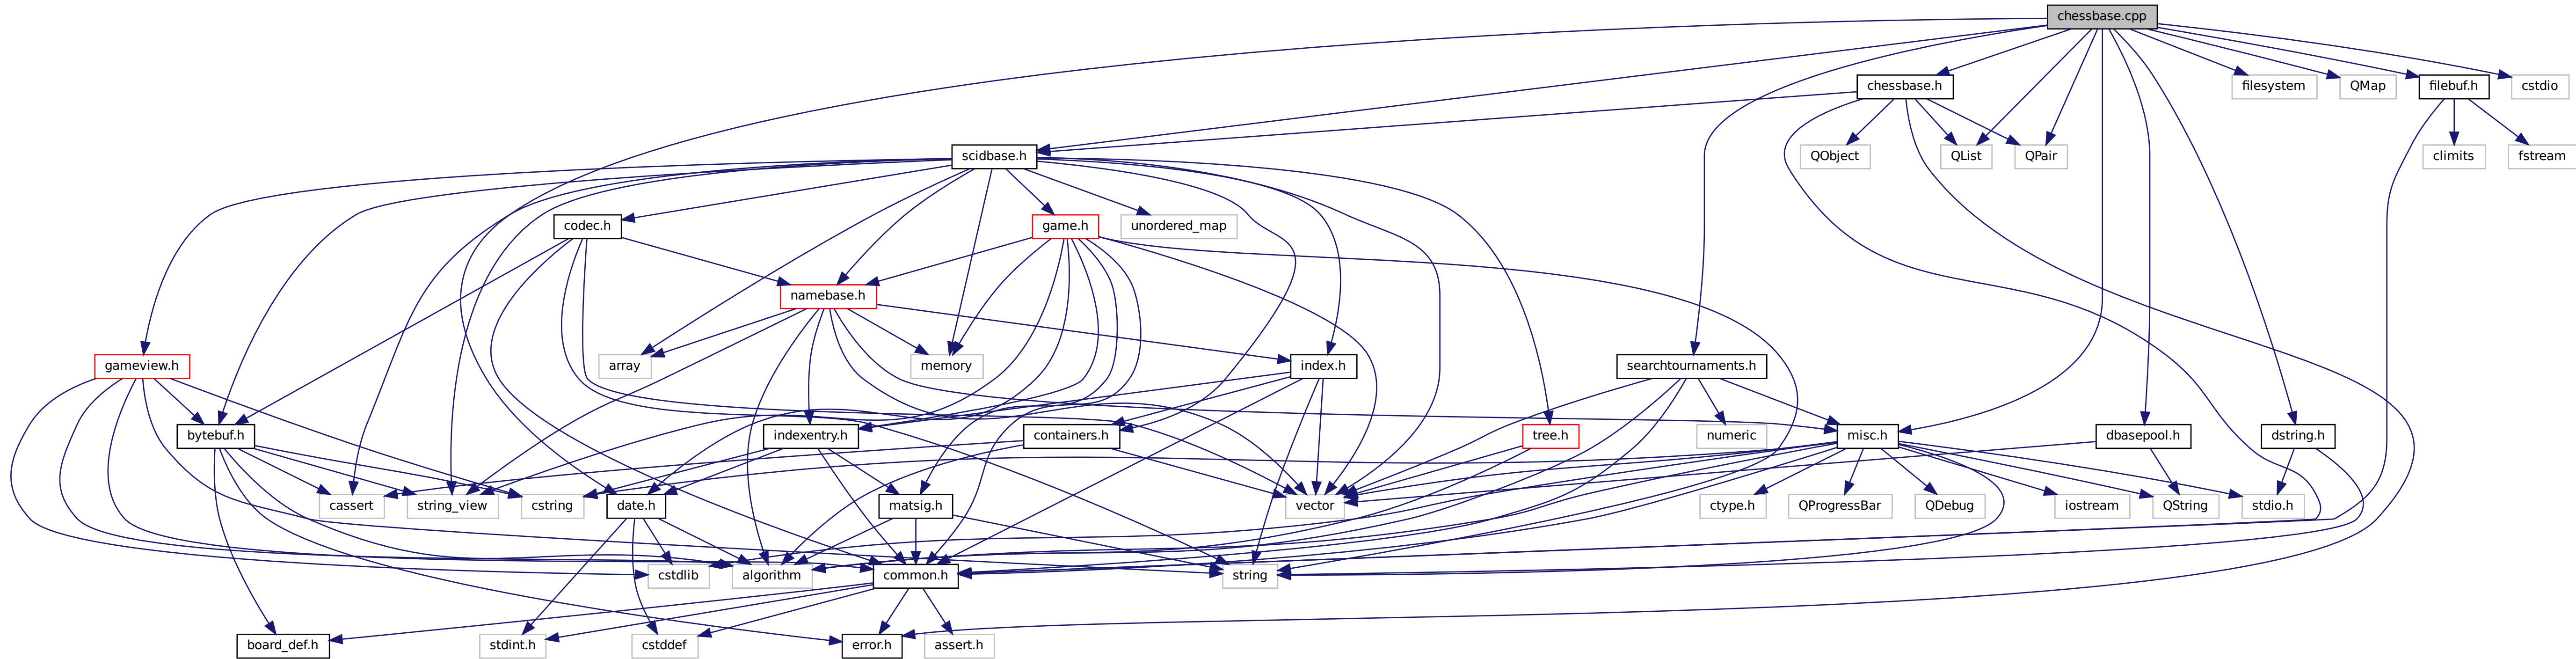 chessbase.cpp
chessbase.h
filesystem
QMap
filebuf.h
cstdio
scidbase.h
QObject
QList
QPair
climits
fstream
codec.h
game.h
unordered_map
namebase.h
gameview.h
array
memory
index.h
searchtournaments.h
bytebuf.h
indexentry.h
containers.h
tree.h
numeric
misc.h
dbasepool.h
dstring.h
cassert
string_view
cstring
date.h
matsig.h
vector
ctype.h
QProgressBar
QDebug
iostream
QString
stdio.h
cstdlib
algorithm
common.h
string
board_def.h
stdint.h
cstddef
error.h
assert.h